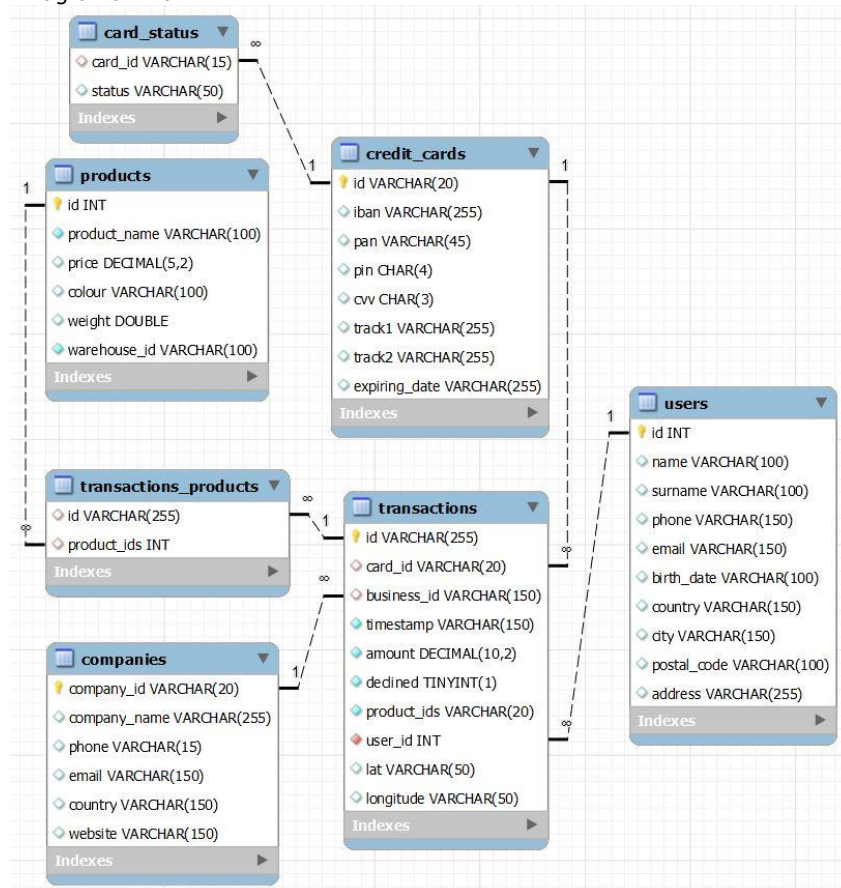 card_status
card_id VARCHAR(15)
status VARCHAR(50)
Indexes
∞
1
products
id INT
product_name VARCHAR(100)
price DECIMAL(5,2)
colour VARCHAR(100)
weight DOUBLE
warehouse_id VARCHAR(100)
Indexes
1
∞
credit_cards
id VARCHAR(20)
iban VARCHAR(255)
pan VARCHAR(45)
pin CHAR(4)
cvv CHAR(3)
track1 VARCHAR(255)
track2 VARCHAR(255)
expiring_date VARCHAR(255)
Indexes
1
∞
users
id INT
name VARCHAR(100)
surname VARCHAR(100)
phone VARCHAR(150)
email VARCHAR(150)
birth_date VARCHAR(100)
country VARCHAR(150)
city VARCHAR(150)
postal_code VARCHAR(100)
address VARCHAR(255)
Indexes
1
∞
transactions_products
id VARCHAR(255)
product_ids INT
Indexes
∞
1
transactions
id VARCHAR(255)
card_id VARCHAR(20)
business_id VARCHAR(150)
timestamp VARCHAR(150)
amount DECIMAL(10,2)
declined TINYINT(1)
product_ids VARCHAR(20)
user_id INT
lat VARCHAR(50)
longitude VARCHAR(50)
Indexes
∞
1
companies
company_id VARCHAR(20)
company_name VARCHAR(255)
phone VARCHAR(15)
email VARCHAR(150)
country VARCHAR(150)
website VARCHAR(150)
Indexes